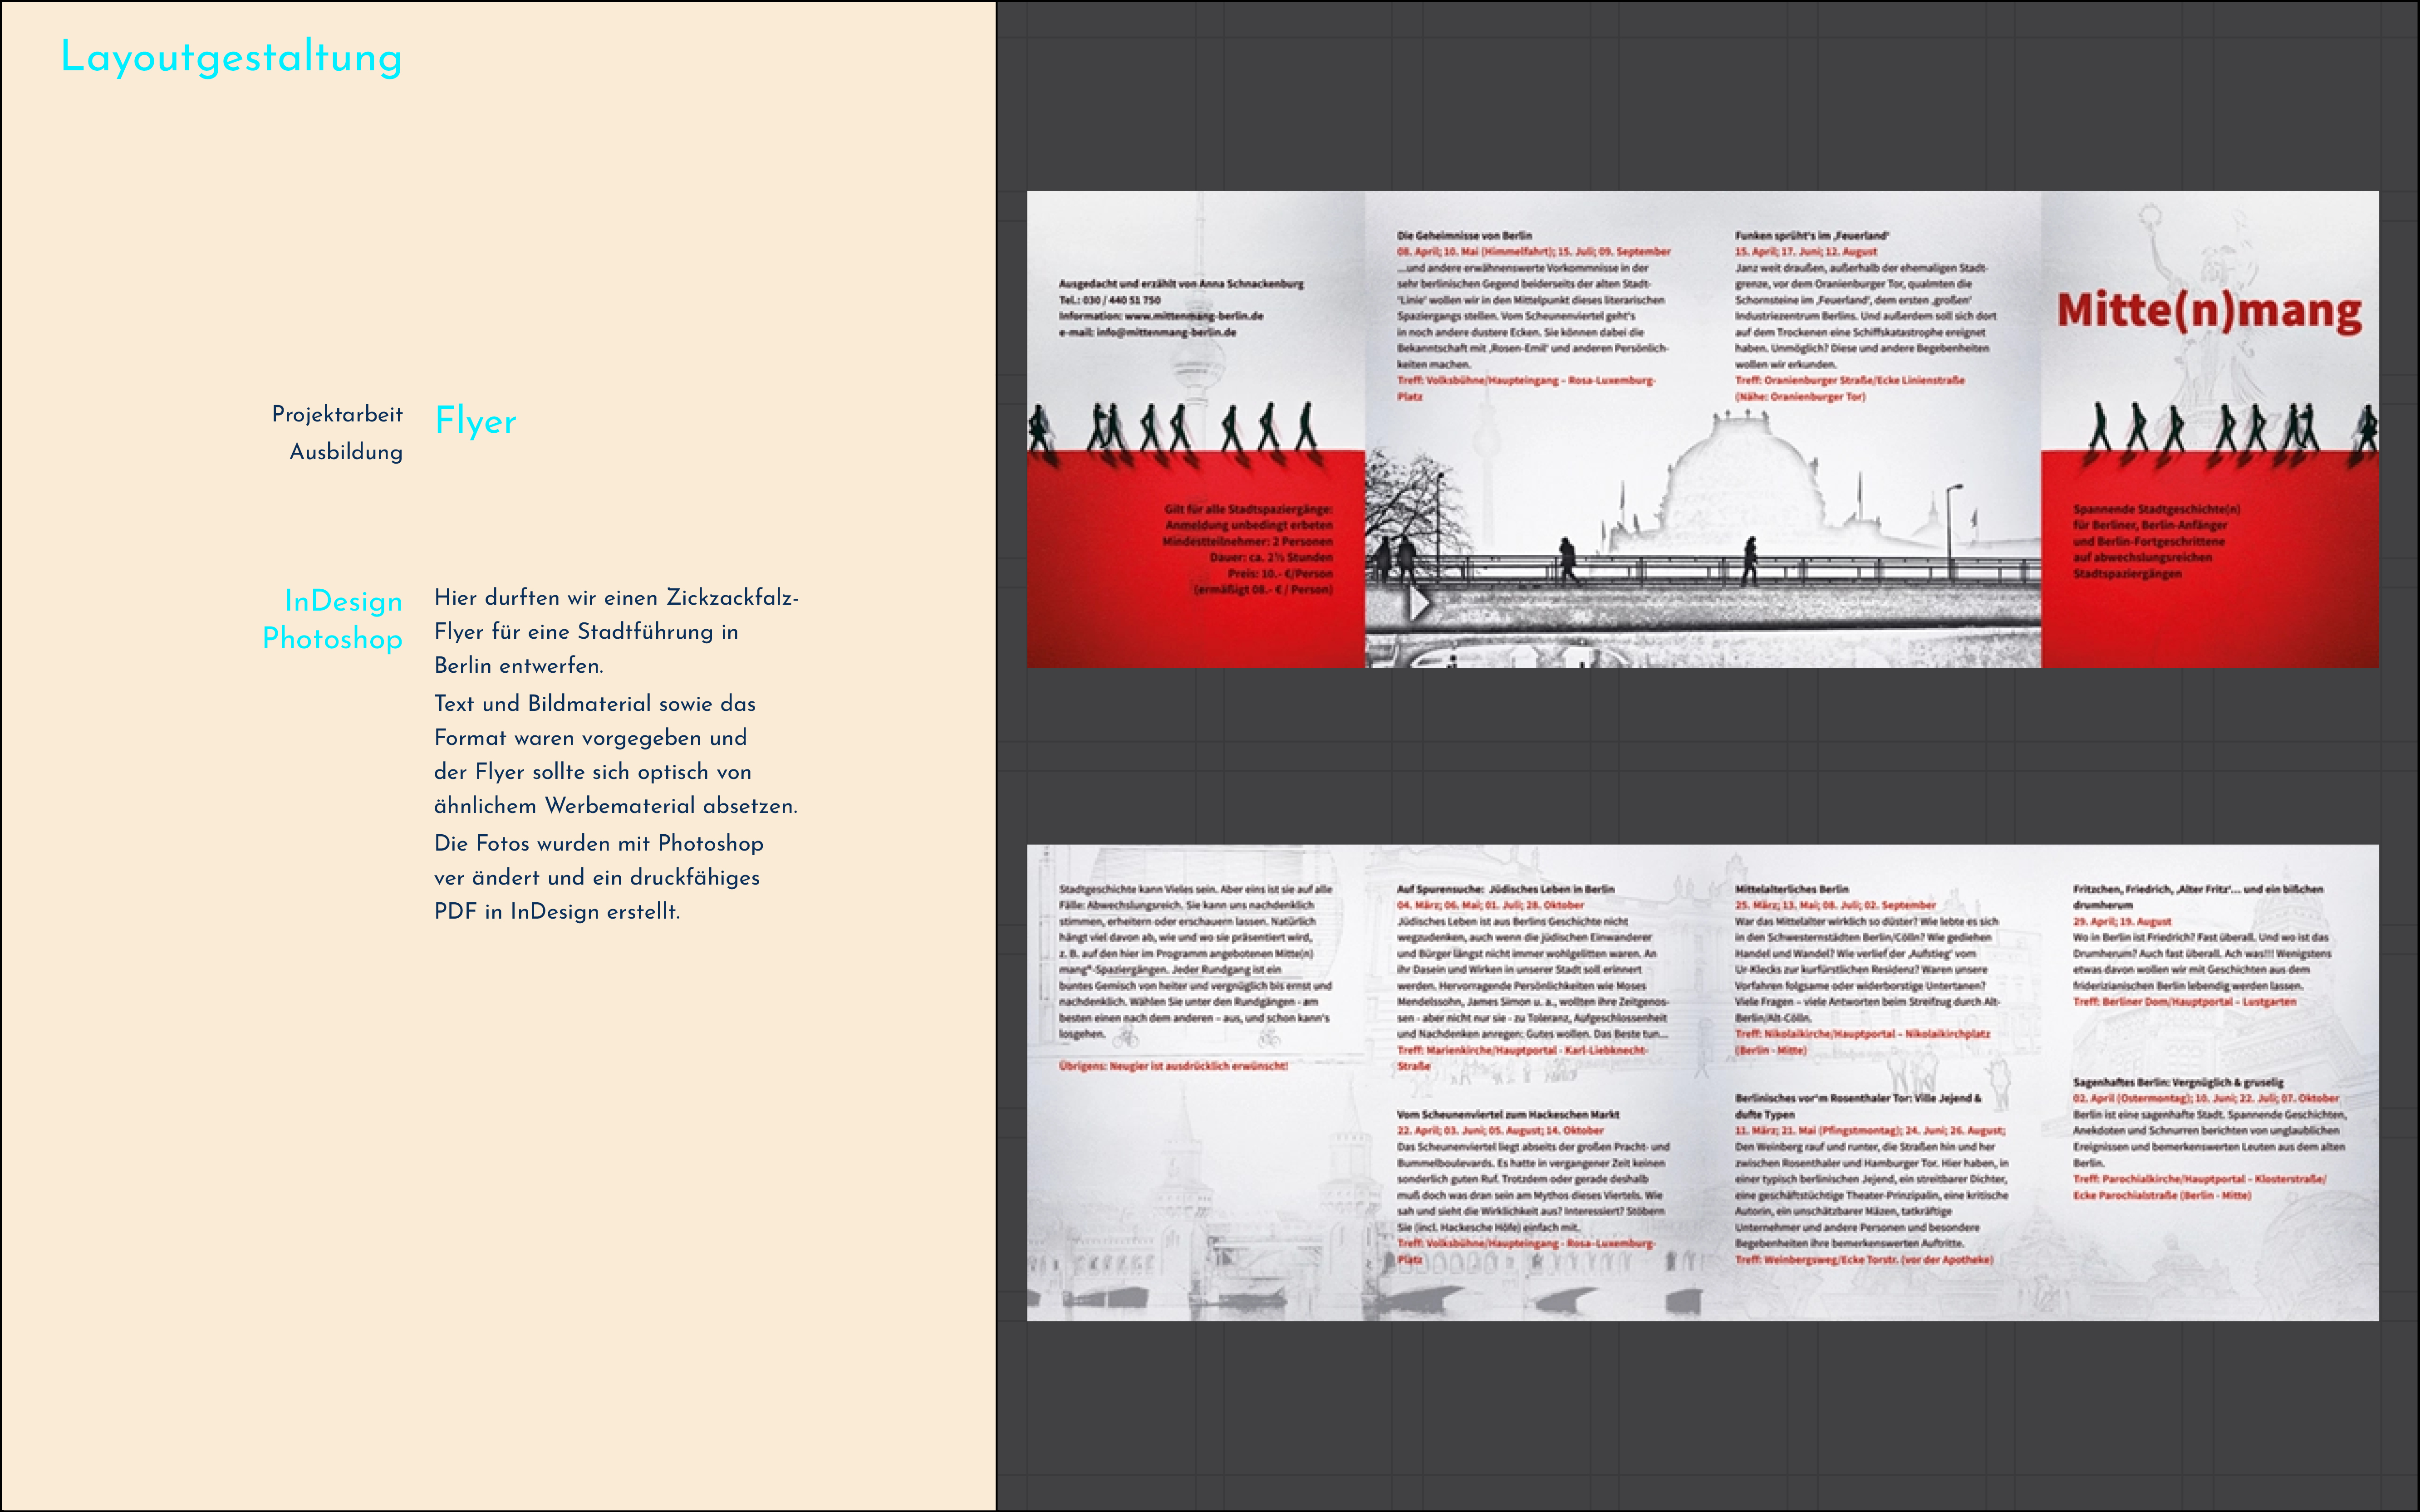 Layoutgestaltung
Projektarbeit
Ausbildung
Flyer
InDesign
Photoshop
Hier durften wir einen Zickzackfalz-
Flyer für eine Stadtführung in
Berlin entwerfen.
Text und Bildmaterial sowie das
Format waren vorgegeben und
der Flyer sollte sich optisch von
ähnlichem Werbematerial absetzen.
Die Fotos wurden mit Photoshop
ver ändert und ein druckfähiges
PDF in InDesign erstellt.
Ausgedacht und erzählt von Anna Schnackenburg
Tel.: 030 / 440 51 750
Information: www.mittenmang-berlin.de
e-mail: info@mittenmang-berlin.de
Gilt für alle Stadtspaziergänge:
Anmeldung unbedingt erbeten
Mindestteilnehmer: 2 Personen
Dauer: ca. 2½ Stunden
Preis: 10.- €/Person
(ermäßigt 08.- € / Person)
Die Geheimnisse von Berlin
08. April; 10. Mai (Himmelfahrt); 15. Juli; 09. September
...und andere erwähnenswerte Vorkommnisse in der
sehr berlinischen Gegend beiderseits der alten Stadt-
'Linie' wollen wir in den Mittelpunkt dieses literarischen
Spaziergangs stellen. Vom Scheunenviertel geht's
in noch andere dustere Ecken. Sie können dabei die
Bekanntschaft mit ‚Rosen-Emil' und anderen Persönlich-
keiten machen.
Treff: Volksbühne/Haupteingang – Rosa-Luxemburg-
Platz
Funken sprüht's im ‚Feuerland'
15. April; 17. Juni; 12. August
Janz weit draußen, außerhalb der ehemaligen Stadt-
grenze, vor dem Oranienburger Tor, qualmten die
Schornsteine im ‚Feuerland', dem ersten ‚großen'
Industriezentrum Berlins. Und außerdem soll sich dort
auf dem Trockenen eine Schiffskatastrophe ereignet
haben. Unmöglich? Diese und andere Begebenheiten
wollen wir erkunden.
Treff: Oranienburger Straße/Ecke Linienstraße
(Nähe: Oranienburger Tor)
Mitte(n)mang
Spannende Stadtgeschichte(n)
für Berliner, Berlin-Anfänger
und Berlin-Fortgeschrittene
auf abwechslungsreichen
Stadtspaziergängen
Stadtgeschichte kann Vieles sein. Aber eins ist sie auf alle
Fälle: Abwechslungsreich. Sie kann uns nachdenklich
stimmen, erheitern oder erschauern lassen. Natürlich
hängt viel davon ab, wie und wo sie präsentiert wird,
z. B. auf den hier im Programm angebotenen Mitte(n)
mang"-Spaziergängen. Jeder Rundgang ist ein
buntes Gemisch von heiter und vergnüglich bis ernst und
nachdenklich. Wählen Sie unter den Rundgängen - am
besten einen nach dem anderen – aus, und schon kann's
losgehen.
Übrigens: Neugier ist ausdrücklich erwünscht!
Auf Spurensuche: Jüdisches Leben in Berlin
04. März; 06. Mai; 01. Juli; 28. Oktober
Jüdisches Leben ist aus Berlins Geschichte nicht
wegzudenken, auch wenn die jüdischen Einwanderer
und Bürger längst nicht immer wohlgelitten waren. An
ihr Dasein und Wirken in unserer Stadt soll erinnert
werden. Hervorragende Persönlichkeiten wie Moses
Mendelssohn, James Simon u. a., wollten ihre Zeitgenos-
sen - aber nicht nur sie - zu Toleranz, Aufgeschlossenheit
und Nachdenken anregen: Gutes wollen. Das Beste tun...
Treff: Marienkirche/Hauptportal - Karl-Liebknecht-
Straße
Vom Scheunenviertel zum Hackeschen Markt
22. April; 03. Juni; 05. August; 14. Oktober
Das Scheunenviertel liegt abseits der großen Pracht- und
Bummelboulevards. Es hatte in vergangener Zeit keinen
sonderlich guten Ruf. Trotzdem oder gerade deshalb
muß doch was dran sein am Mythos dieses Viertels. Wie
sah und sieht die Wirklichkeit aus? Interessiert? Stöbern
Sie (incl. Hackesche Höfe) einfach mit.
Treff: Volksbühne/Haupteingang - Rosa-Luxemburg-
Platz
Mittelalterliches Berlin
25. März; 13. Mai; 08. Juli; 02. September
War das Mittelalter wirklich so düster? Wie lebte es sich
in den Schwesternstädten Berlin/Cölln? Wie gediehen
Handel und Wandel? Wie verlief der ‚Aufstieg' vom
Ur-Klecks zur kurfürstlichen Residenz? Waren unsere
Vorfahren folgsame oder widerborstige Untertanen?
Viele Fragen – viele Antworten beim Streifzug durch Alt-
Berlin/Alt-Cölln.
Treff: Nikolaikirche/Hauptportal – Nikolaikirchplatz
(Berlin - Mitte)
Berlinisches vor'm Rosenthaler Tor: Ville Jejend &
dufte Typen
11. März; 21. Mai (Pfingstmontag); 24. Juni; 26. August;
Den Weinberg rauf und runter, die Straßen hin und her
zwischen Rosenthaler und Hamburger Tor. Hier haben, in
einer typisch berlinischen Jejend, ein streitbarer Dichter,
eine geschäftstüchtige Theater-Prinzipalin, eine kritische
Autorin, ein unschätzbarer Mäzen, tatkräftige
Unternehmer und andere Personen und besondere
Begebenheiten ihre bemerkenswerten Auftritte.
Treff: Weinbergsweg/Ecke Torstr. (vor der Apotheke)
Fritzchen, Friedrich, ‚Alter Fritz'... und ein bißchen
drumherum
29. April; 19. August
Wo in Berlin ist Friedrich? Fast überall. Und wo ist das
Drumherum? Auch fast überall. Ach was!!! Wenigstens
etwas davon wollen wir mit Geschichten aus dem
friderizianischen Berlin lebendig werden lassen.
Treff: Berliner Dom/Hauptportal – Lustgarten
Sagenhaftes Berlin: Vergnüglich & gruselig
02. April (Ostermontag); 10. Juni; 22. Juli; 07. Oktober
Berlin ist eine sagenhafte Stadt. Spannende Geschichten,
Anekdoten und Schnurren berichten von unglaublichen
Ereignissen und bemerkenswerten Leuten aus dem alten
Berlin.
Treff: Parochialkirche/Hauptportal – Klosterstraße/
Ecke Parochialstraße (Berlin - Mitte)